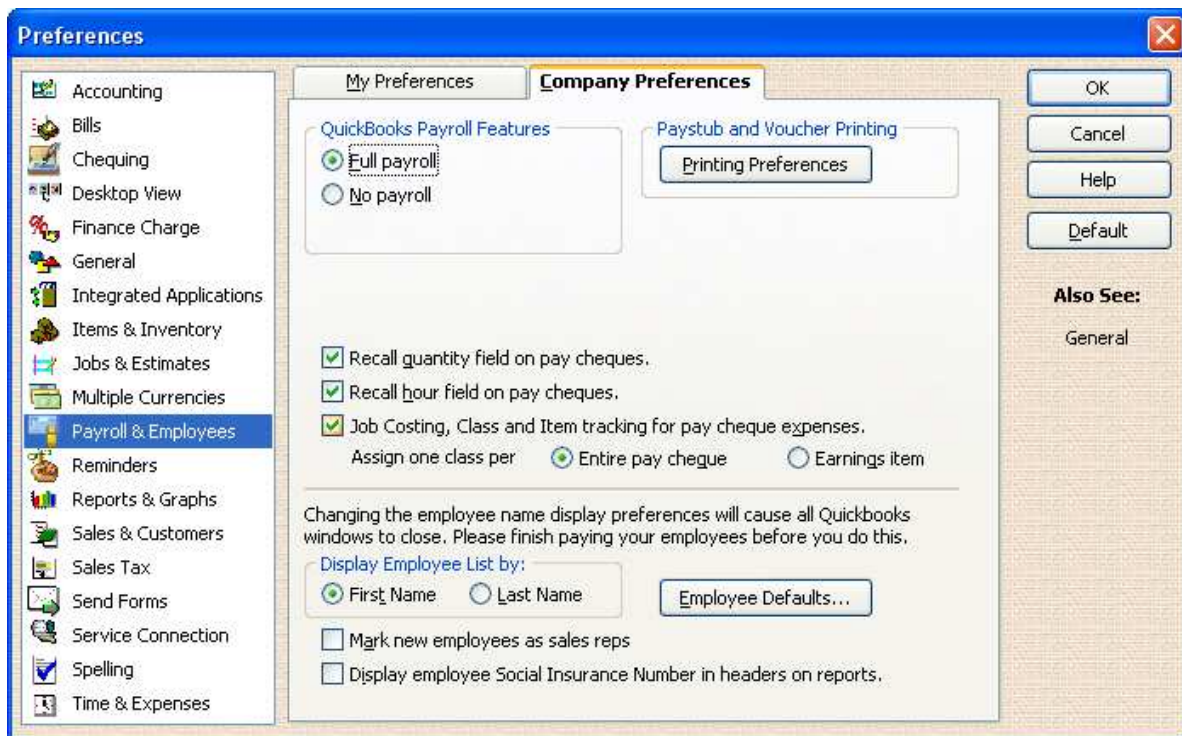 Preferences
Accounting
Bills
Chequing
Desktop View
Finance Charge
General
Integrated Applications
Items & Inventory
Jobs & Estimates
Multiple Currencies
Payroll & Employees
Reminders
Reports & Graphs
Sales & Customers
Sales Tax
Send Forms
Service Connection
Spelling
Time & Expenses
My Preferences
Company Preferences
QuickBooks Payroll Features
Full payroll
No payroll
Paystub and Voucher Printing
Printing Preferences
Recall quantity field on pay cheques.
Recall hour field on pay cheques.
Job Costing, Class and Item tracking for pay cheque expenses.
Assign one class per Entire pay cheque Earnings item
Changing the employee name display preferences will cause all Quickbooks
windows to close. Please finish paying your employees before you do this.
Display Employee List by:
First Name Last Name
Employee Defaults...
Mark new employees as sales reps
Display employee Social Insurance Number in headers on reports.
OK
Cancel
Help
Default
Also See:
General